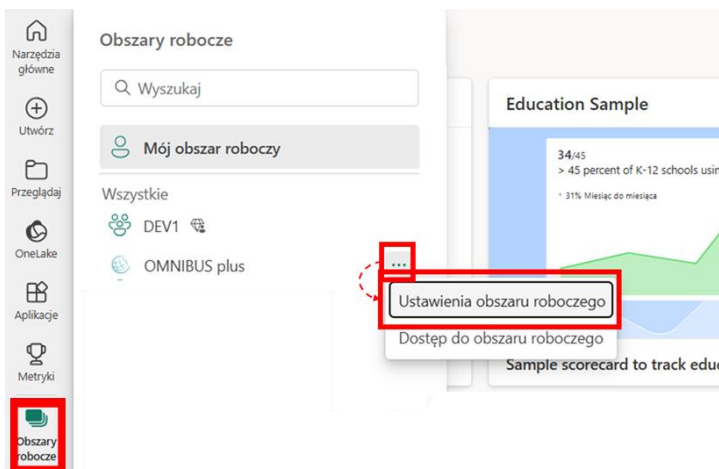 Narzędzia
główne
Utwórz
Przeglądaj
OneLake
Aplikacje
Metryki
Obszary
robocze
Obszary robocze
Wyszukaj
Mój obszar roboczy
Wszystkie
DEV1
OMNIBUS plus
...
Ustawienia obszaru roboczego
Dostęp do obszaru roboczego
Education Sample
34/45
> 45 percent of K-12 schools usin
↑ 31% Miesiąc do miesiąca
Sample scorecard to track edu